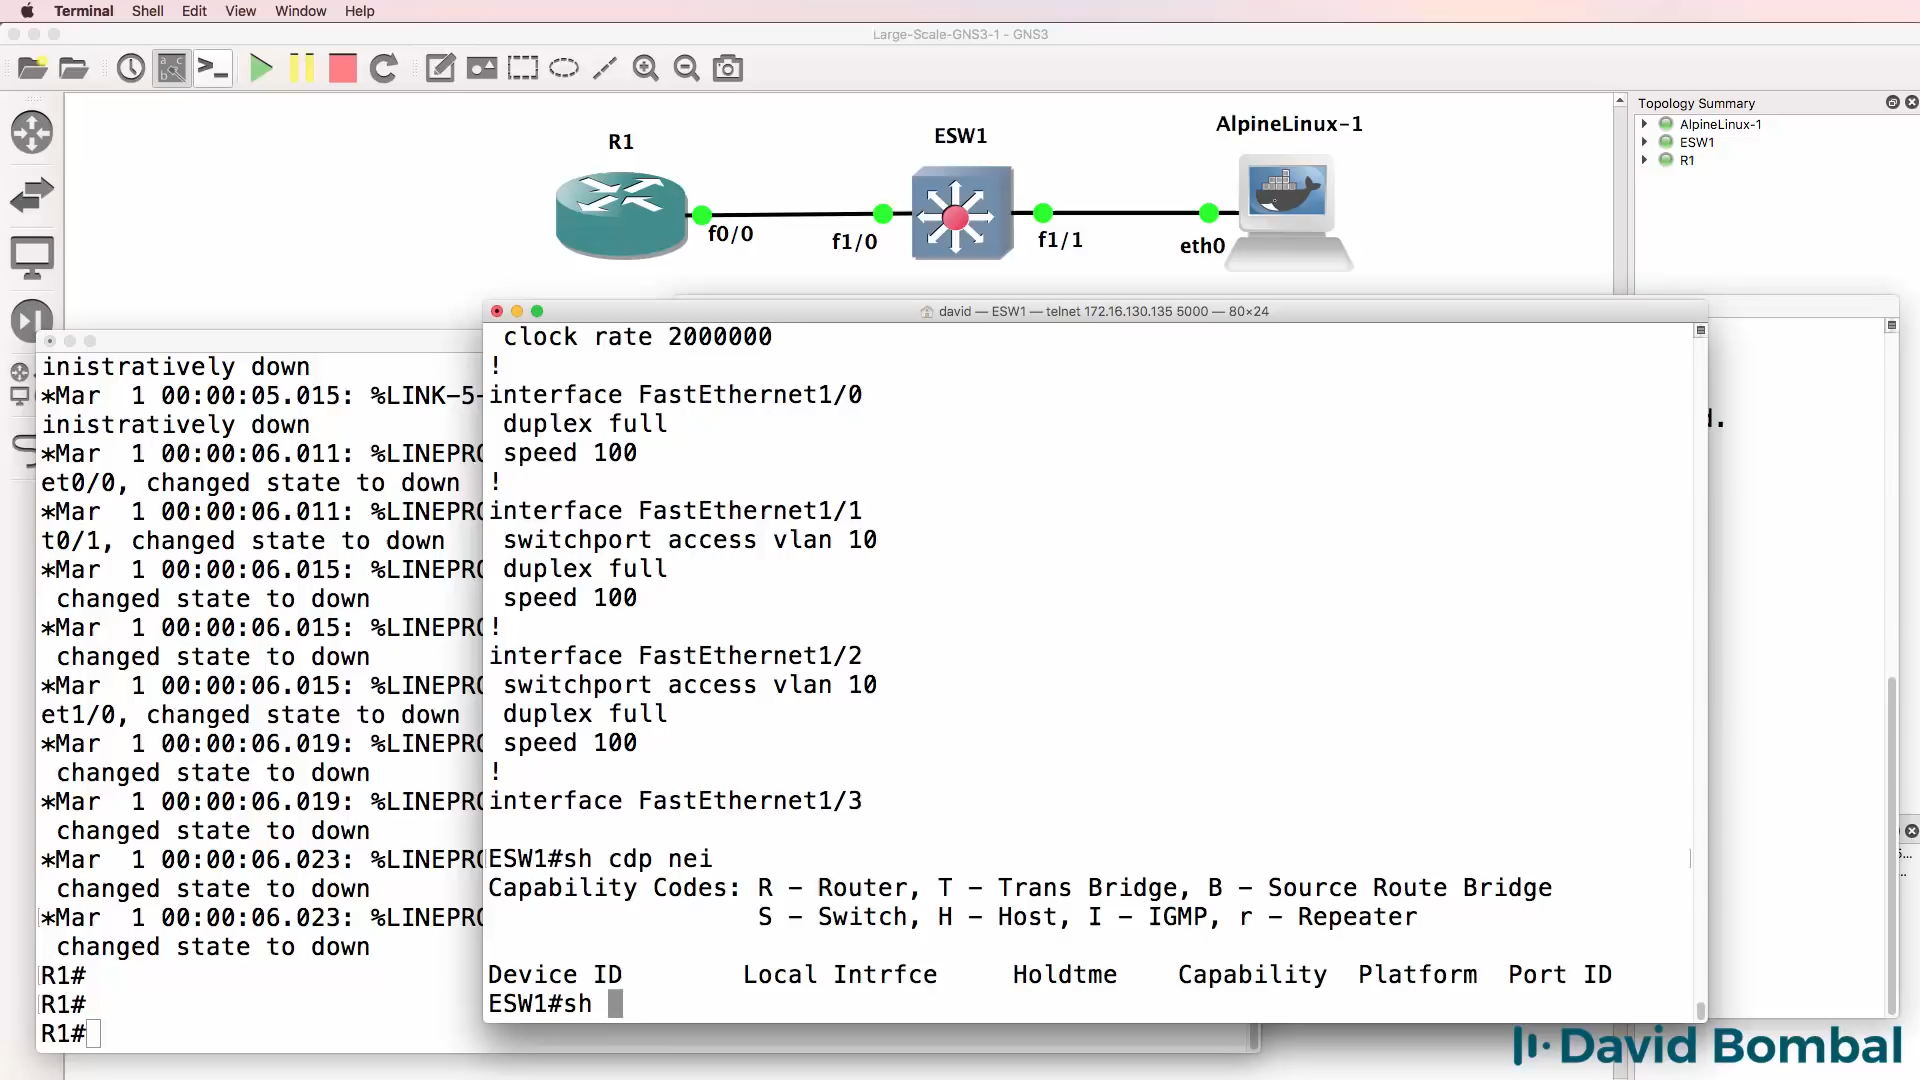 Terminal Shell Edit View Window Help
Large-Scale-GNS3-1 - GNS3
Topology Summary
AlpineLinux-1
ESW1
R1
R1
ESW1
AlpineLinux-1
f0/0
f1/0
f1/1
eth0
david — ESW1 — telnet 172.16.130.135 5000 — 80×24
clock rate 2000000
!
interface FastEthernet1/0
duplex full
speed 100
!
interface FastEthernet1/1
switchport access vlan 10
duplex full
speed 100
!
interface FastEthernet1/2
switchport access vlan 10
duplex full
speed 100
!
interface FastEthernet1/3
ESW1#sh cdp nei
Capability Codes: R - Router, T - Trans Bridge, B - Source Route Bridge
S - Switch, H - Host, I - IGMP, r - Repeater
Device ID Local Intrfce Holdtme Capability Platform Port ID
ESW1#sh
inistratively down
*Mar 1 00:00:05.015: %LINK-5-
inistratively down
*Mar 1 00:00:06.011: %LINEPRO
et0/0, changed state to down
*Mar 1 00:00:06.011: %LINEPRO
t0/1, changed state to down
*Mar 1 00:00:06.015: %LINEPRO
changed state to down
*Mar 1 00:00:06.015: %LINEPRO
changed state to down
*Mar 1 00:00:06.015: %LINEPRO
et1/0, changed state to down
*Mar 1 00:00:06.019: %LINEPRO
changed state to down
*Mar 1 00:00:06.019: %LINEPRO
changed state to down
*Mar 1 00:00:06.023: %LINEPRO
changed state to down
*Mar 1 00:00:06.023: %LINEPRO
changed state to down
R1#
R1#
R1#
David Bombal